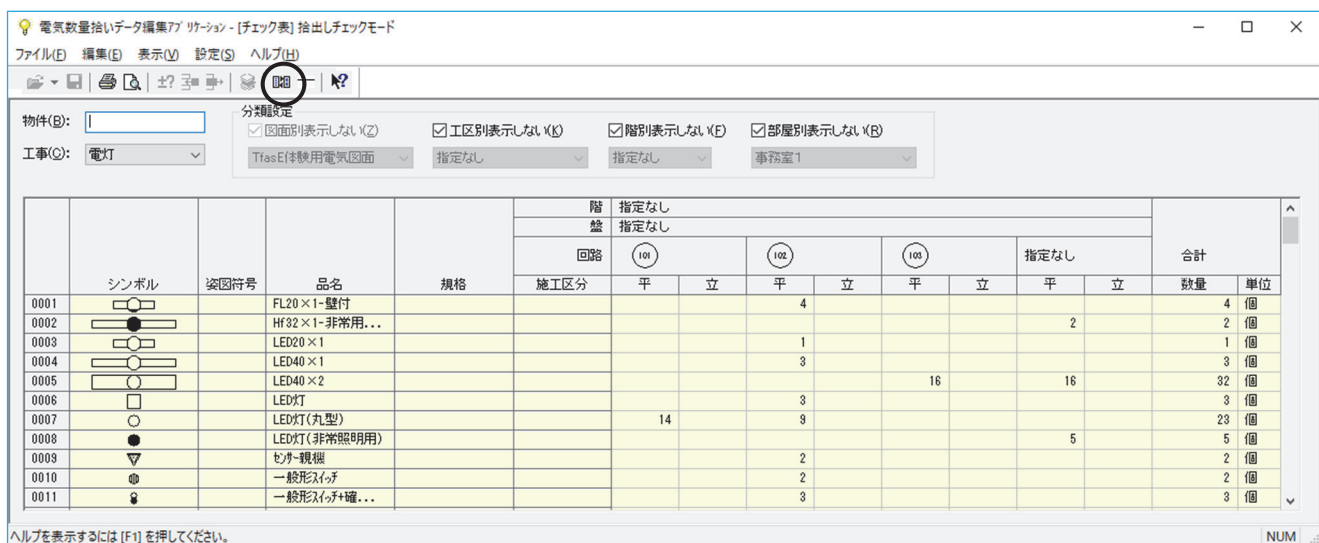 電気数量拾いデータ編集アプリケーション - [チェック表] 拾出しチェックモード
ファイル(F) 編集(E) 表示(V) 設定(S) ヘルプ(H)
物件(B):
分類設定
図面別表示しない(Z) 工区別表示しない(K) 階別表示しない(F) 部屋別表示しない(R)
工事(C): 電灯 TfasE体験用電気図面 指定なし 指定なし 事務室1
階 指定なし
盤 指定なし
回路 101 102 103 指定なし 合計
シンボル 姿図符号 品名 規格 施工区分 平 立 平 立 平 立 平 立 数量 単位
0001 FL20×1-壁付 4 4 個
0002 Hf32×1-非常用... 2 2 個
0003 LED20×1 1 1 個
0004 LED40×1 3 3 個
0005 LED40×2 16 16 32 個
0006 LED灯 3 3 個
0007 LED灯(丸型) 14 9 23 個
0008 LED灯(非常照明用) 5 5 個
0009 センサー親機 2 2 個
0010 一般形スイッチ 2 2 個
0011 一般形スイッチ+確... 3 3 個
ヘルプを表示するには [F1] を押してください。 NUM